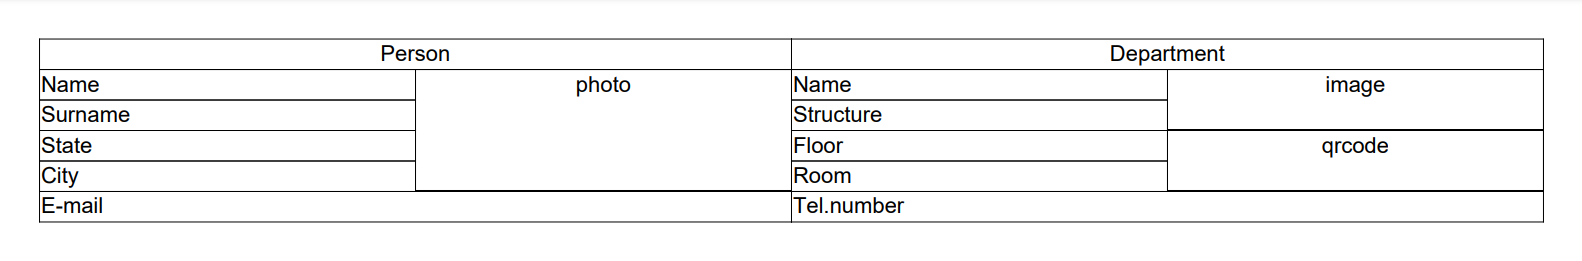 Person Department
Name photo Name image
Surname Structure
State Floor qrcode
City Room
E-mail Tel.number